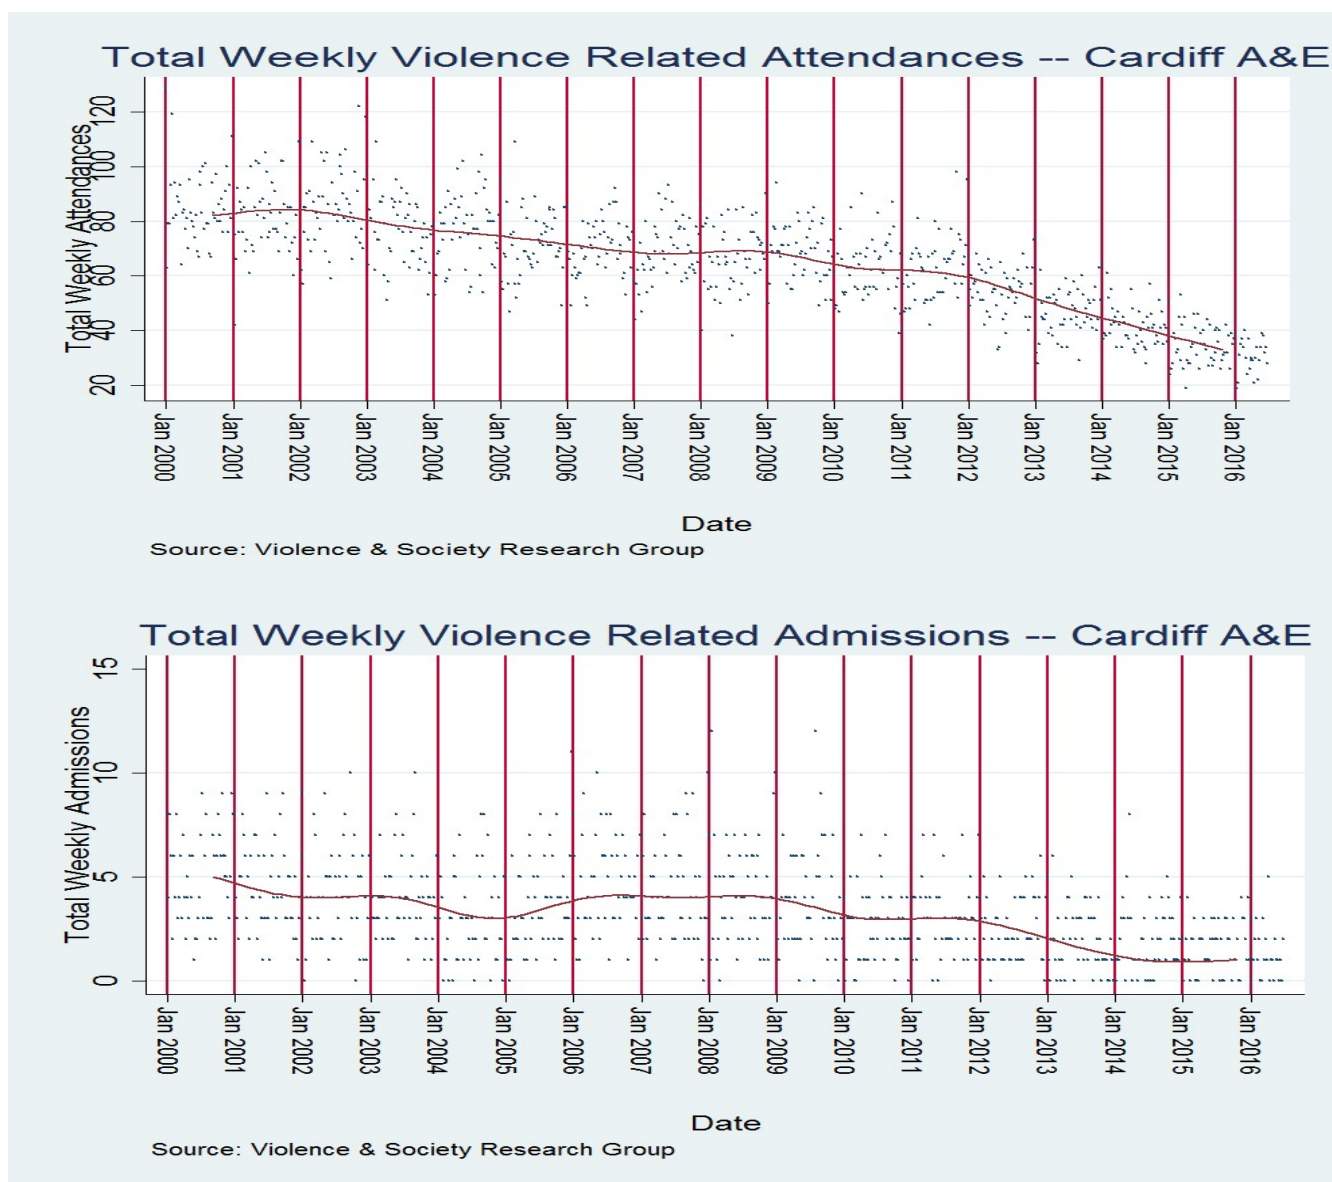 Total Weekly Violence Related Attendances -- Cardiff A&E
Total Weekly Attendances
120
100
80
60
40
20
Jan 2000
Jan 2001
Jan 2002
Jan 2003
Jan 2004
Jan 2005
Jan 2006
Jan 2007
Jan 2008
Jan 2009
Jan 2010
Jan 2011
Jan 2012
Jan 2013
Jan 2014
Jan 2015
Jan 2016
Date
Source: Violence & Society Research Group
Total Weekly Violence Related Admissions -- Cardiff A&E
Total Weekly Admissions
15
10
5
0
Jan 2000
Jan 2001
Jan 2002
Jan 2003
Jan 2004
Jan 2005
Jan 2006
Jan 2007
Jan 2008
Jan 2009
Jan 2010
Jan 2011
Jan 2012
Jan 2013
Jan 2014
Jan 2015
Jan 2016
Date
Source: Violence & Society Research Group